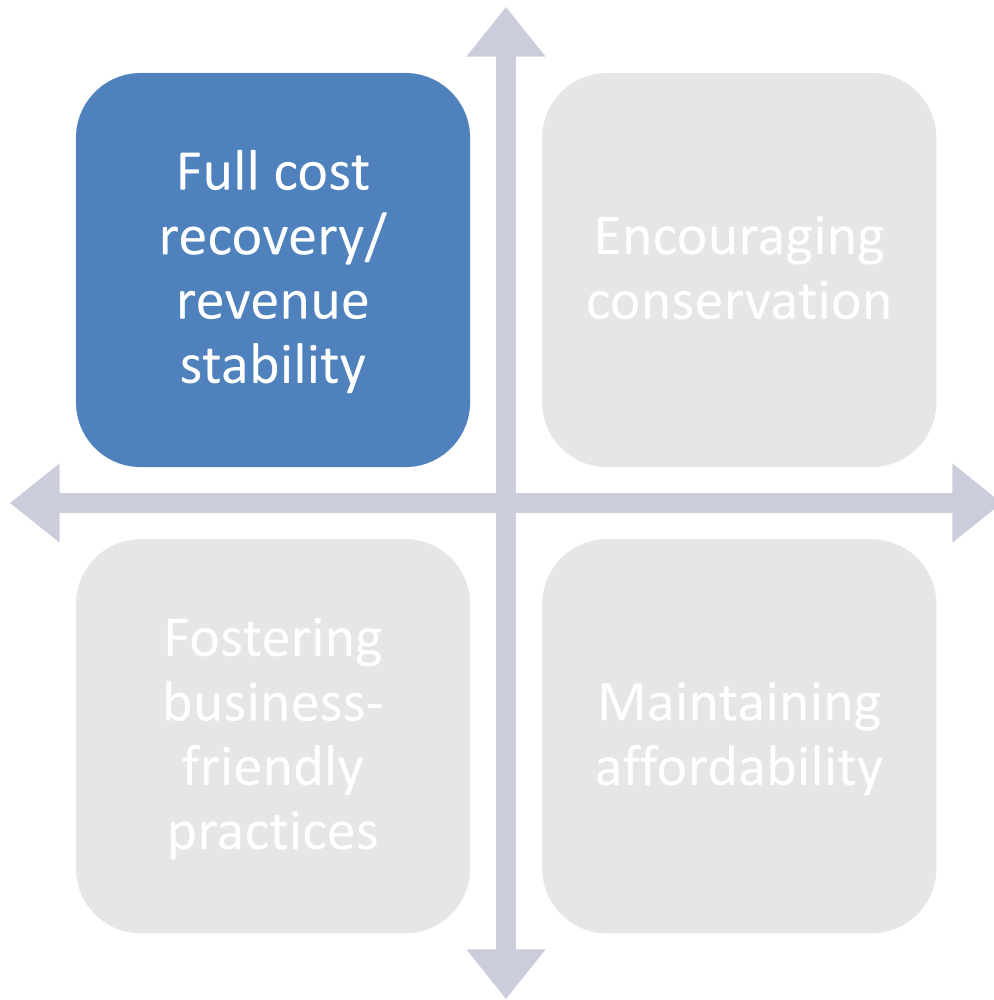 Full cost
recovery/
revenue
stability
Encouraging
conservation
Fostering
business-
friendly
practices
Maintaining
affordability